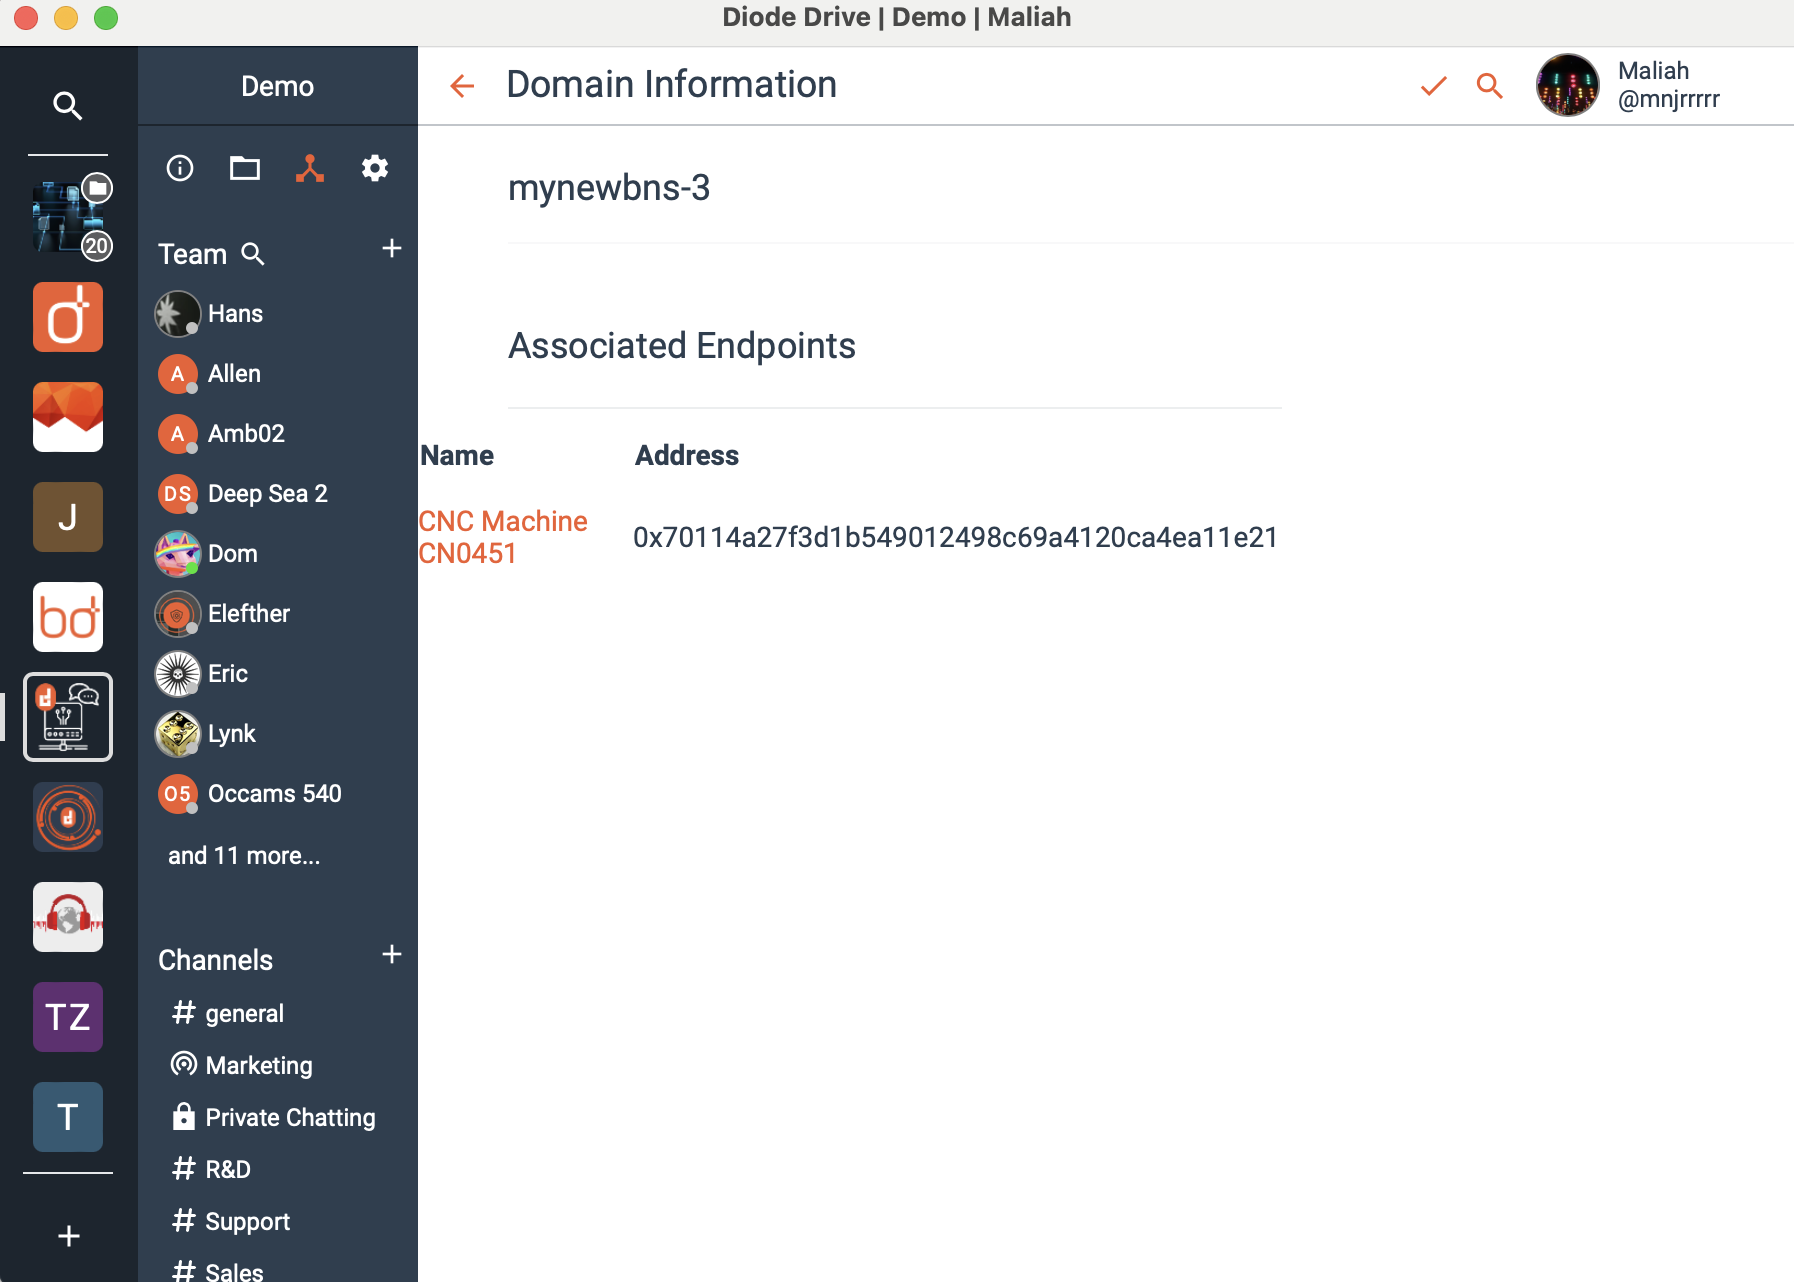 Diode Drive | Demo | Maliah
Demo
Domain Information
Maliah
@mnjrrrrr
20
J
TZ
T
Team
Hans
A Allen
A Amb02
DS Deep Sea 2
Dom
Elefther
Eric
Lynk
O5 Occams 540
and 11 more...
Channels
# general
Marketing
Private Chatting
# R&D
# Support
# Sales
mynewbns-3
Associated Endpoints
Name Address
CNC Machine
CN0451
0x70114a27f3d1b549012498c69a4120ca4ea11e21